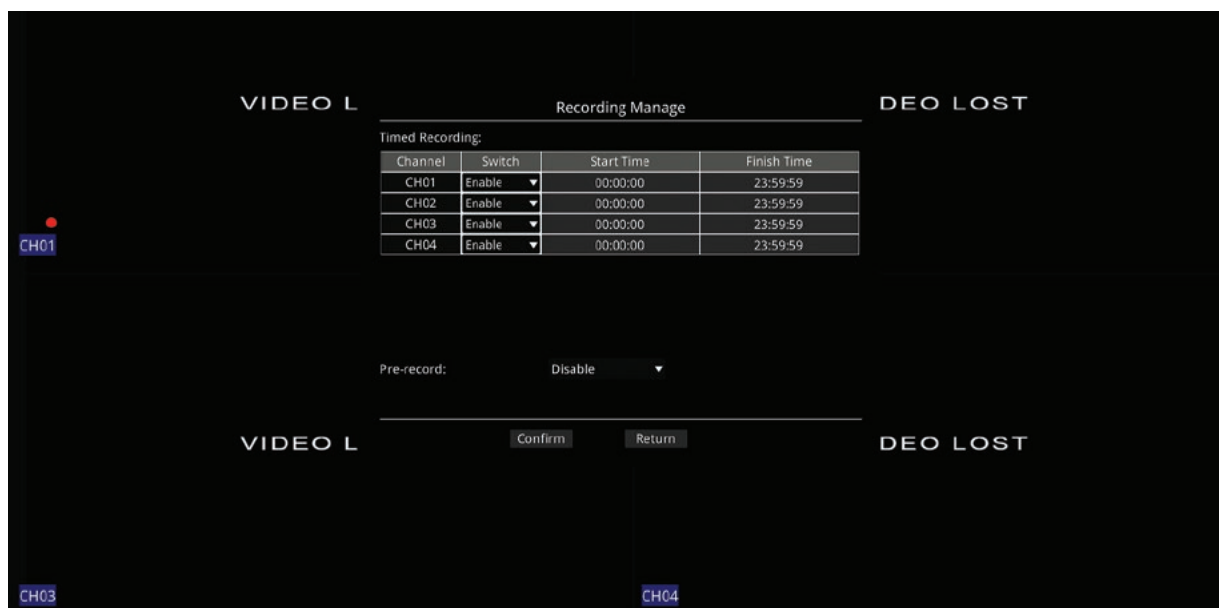 VIDEO L
Recording Manage
DEO LOST
Timed Recording:
Channel Switch Start Time Finish Time
CH01 Enable 00:00:00 23:59:59
CH02 Enable 00:00:00 23:59:59
CH03 Enable 00:00:00 23:59:59
CH04 Enable 00:00:00 23:59:59
CH01
Pre-record: Disable
VIDEO L
Confirm Return
DEO LOST
CH03
CH04